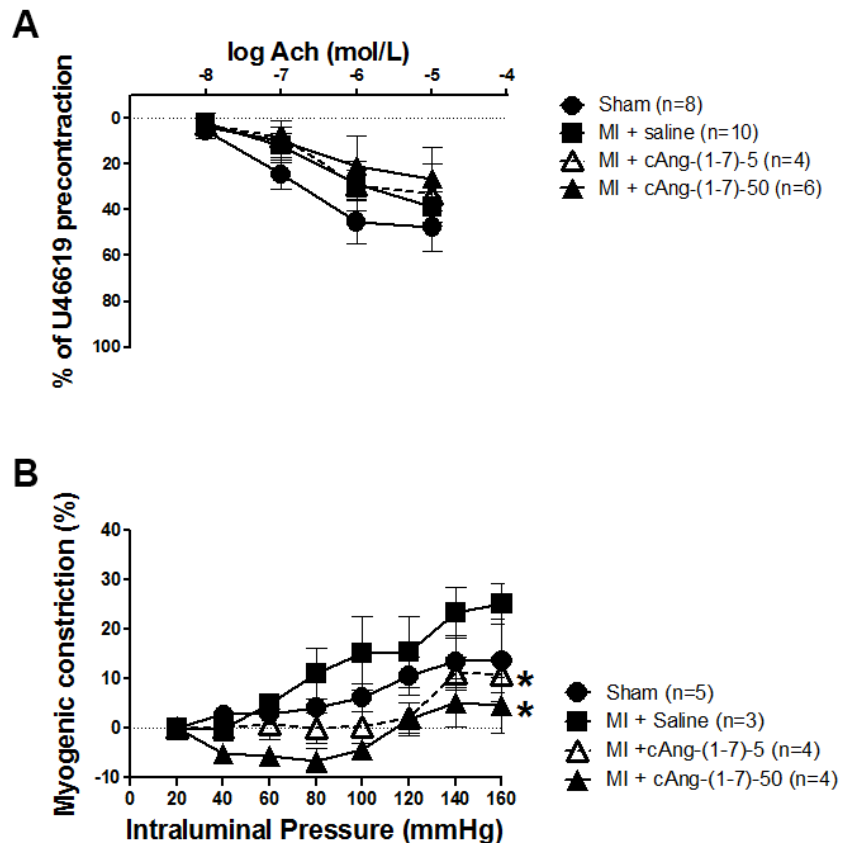 A
log Ach (mol/L)
-8 -7 -6 -5 -4
% of U46619 precontraction
0
20
40
60
80
100
Sham (n=8)
MI + saline (n=10)
MI + cAng-(1-7)-5 (n=4)
MI + cAng-(1-7)-50 (n=6)
B
Myogenic constriction (%)
40
30
20
10
0
-10
*
*
0 20 40 60 80 100 120 140 160
Intraluminal Pressure (mmHg)
Sham (n=5)
MI + Saline (n=3)
MI +cAng-(1-7)-5 (n=4)
MI + cAng-(1-7)-50 (n=4)